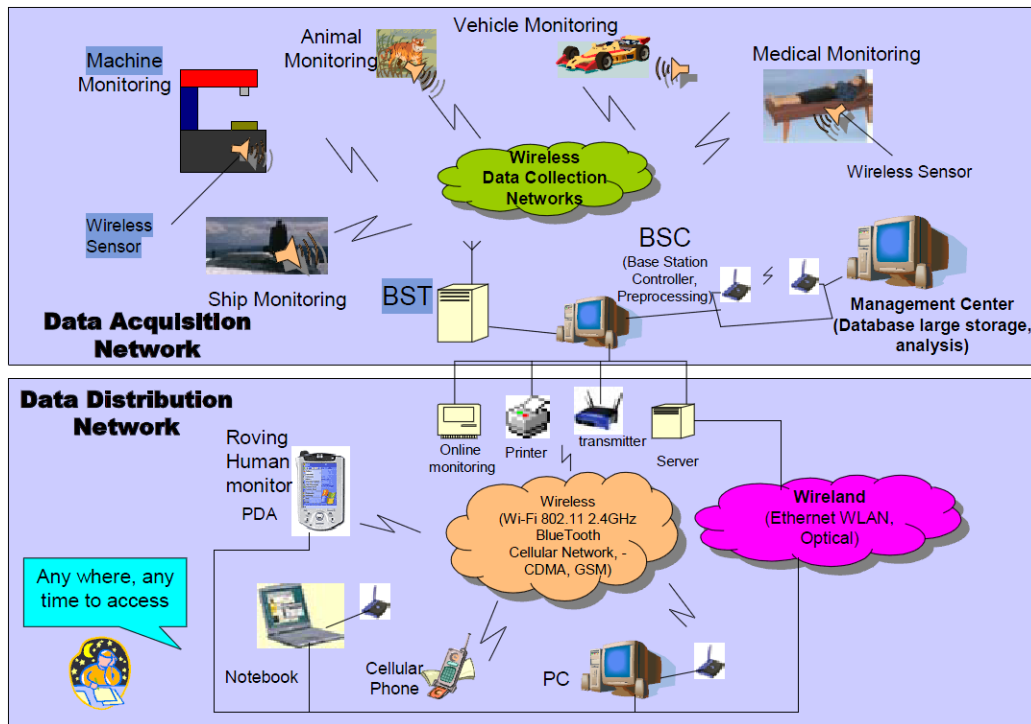 Machine
Monitoring
Animal
Monitoring
Vehicle Monitoring
Medical Monitoring
Wireless
Data Collection
Networks
Wireless Sensor
Wireless
Sensor
Ship Monitoring
BST
BSC
(Base Station
Controller,
Preprocessing)
Management Center
(Database large storage,
analysis)
Data Acquisition
Network
Data Distribution
Network
Online
monitoring
Printer
transmitter
Server
Roving
Human
monitor
PDA
Wireless
(Wi-Fi 802.11 2.4GHz
BlueTooth
Cellular Network, -
CDMA, GSM)
Wireland
(Ethernet WLAN,
Optical)
Any where, any
time to access
Notebook
Cellular
Phone
PC